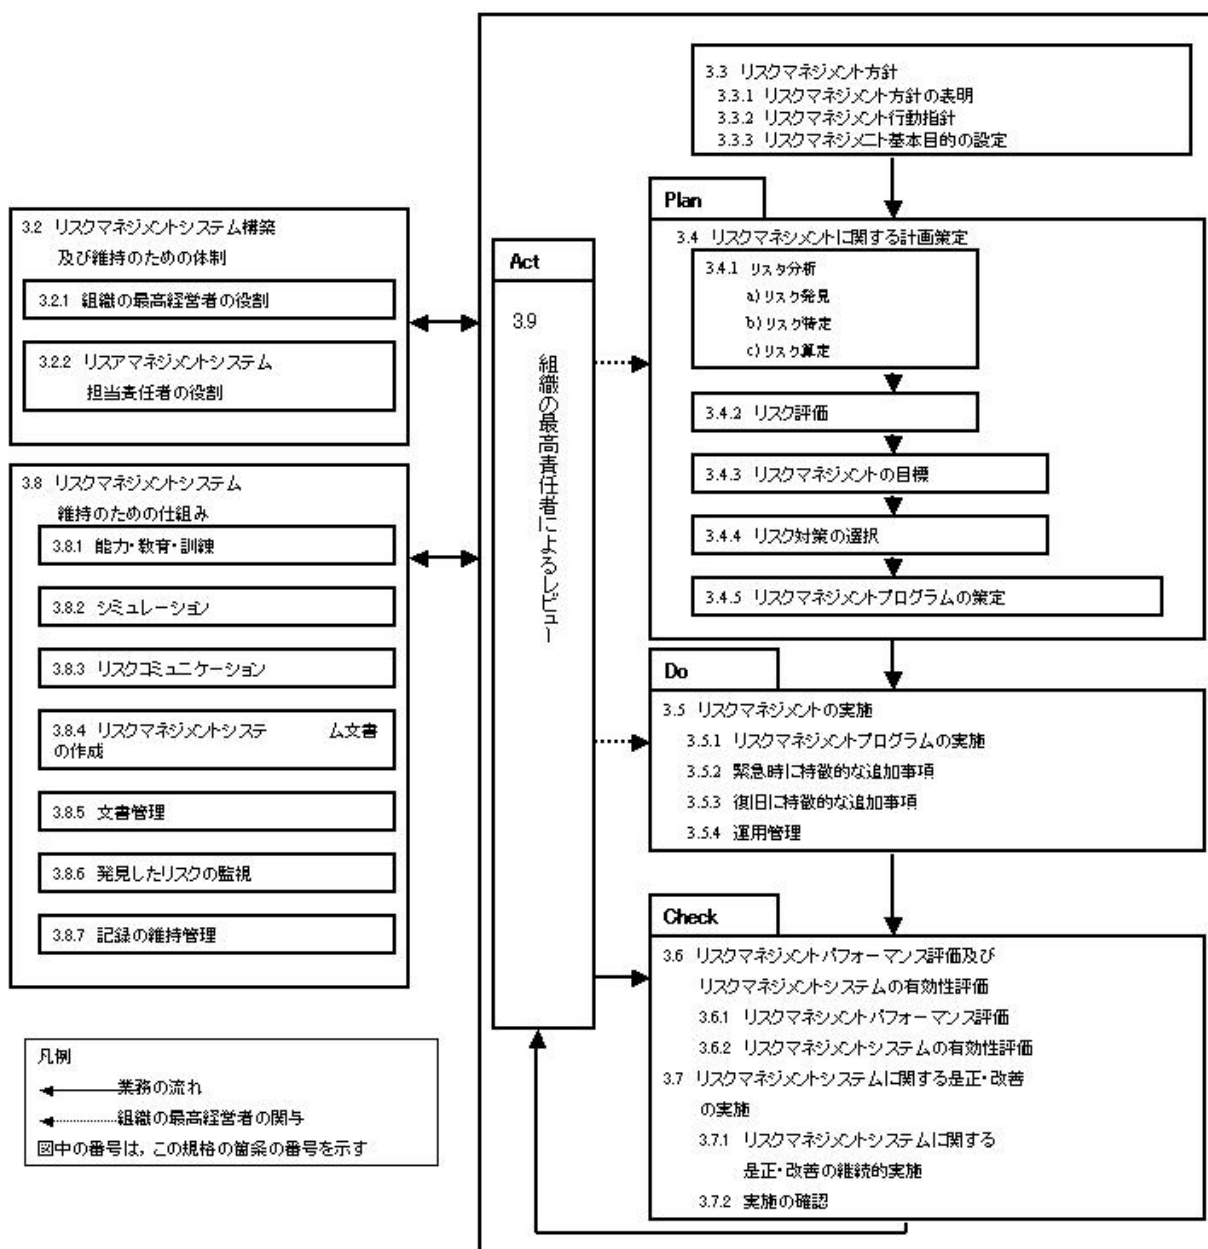 3.3 リスクマネジメント方針
3.3.1 リスクマネジメント方針の表明
3.3.2 リスクマネジメント行動指針
3.3.3 リスクマネジメニト基本目的の設定
Plan
3.4 リスクマネシメントに関する計画策定
3.4.1 リスタ分析
a)リスク発見
b)リスク特定
c)リスク算定
3.4.2 リスク評価
3.4.3 リスクマネジメントの目標
3.4.4 リスク対策の選択
3.4.5 リスクマネジメントプログラムの策定
3.2 リスクマネジメントシステム構築
及び維持のための体制
3.2.1 組織の最高経営者の役割
3.2.2 リスアマネジメントシステム
担当責任者の役割
Act
3.9
組織の最高責任者によるレビュー
3.8 リスクマネジメントシステム
維持のための仕組み
3.8.1 能力・教育・訓練
3.8.2 シミュレーション
3.8.3 リスクコミュニケーション
3.8.4 リスクマネジメントシステ ム文書
の作成
3.8.5 文書管理
3.8.6 発見したリスクの監視
3.8.7 記録の維持管理
Do
3.5 リスクマネジメントの実施
3.5.1 リスクマネジメントプログラムの実施
3.5.2 緊急時に特徴的な追加事項
3.5.3 復旧に特徴的な追加事項
3.5.4 運用管理
Check
3.6 リスクマネジメントパフォーマンス評価及び
リスクマネジメントシステムの有効性評価
3.6.1 リスクマネシメントパフォーマンス評価
3.6.2 リスクマネジメントシステムの有効性評価
3.7 リスクマネジメントシステムに関する是正・改善
の実施
3.7.1 リスクマネジメントシステムに関する
是正・改善の継続的実施
3.7.2 実施の確認
凡例
業務の流れ
組織の最高経営者の関与
図中の番号は，この規格の箇条の番号を示す